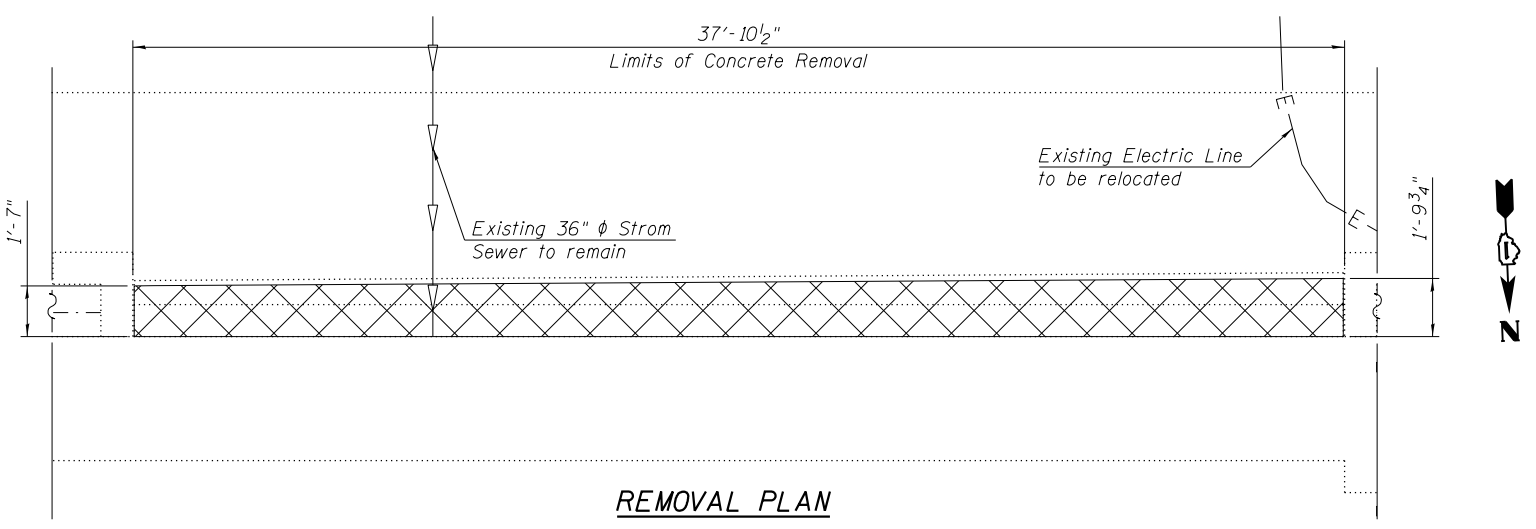 37'-10½"
Limits of Concrete Removal
E
Existing Electric Line
to be relocated
E
1'-7"
1'-9¾"
Existing 36" ϕ Strom
Sewer to remain
N
REMOVAL PLAN